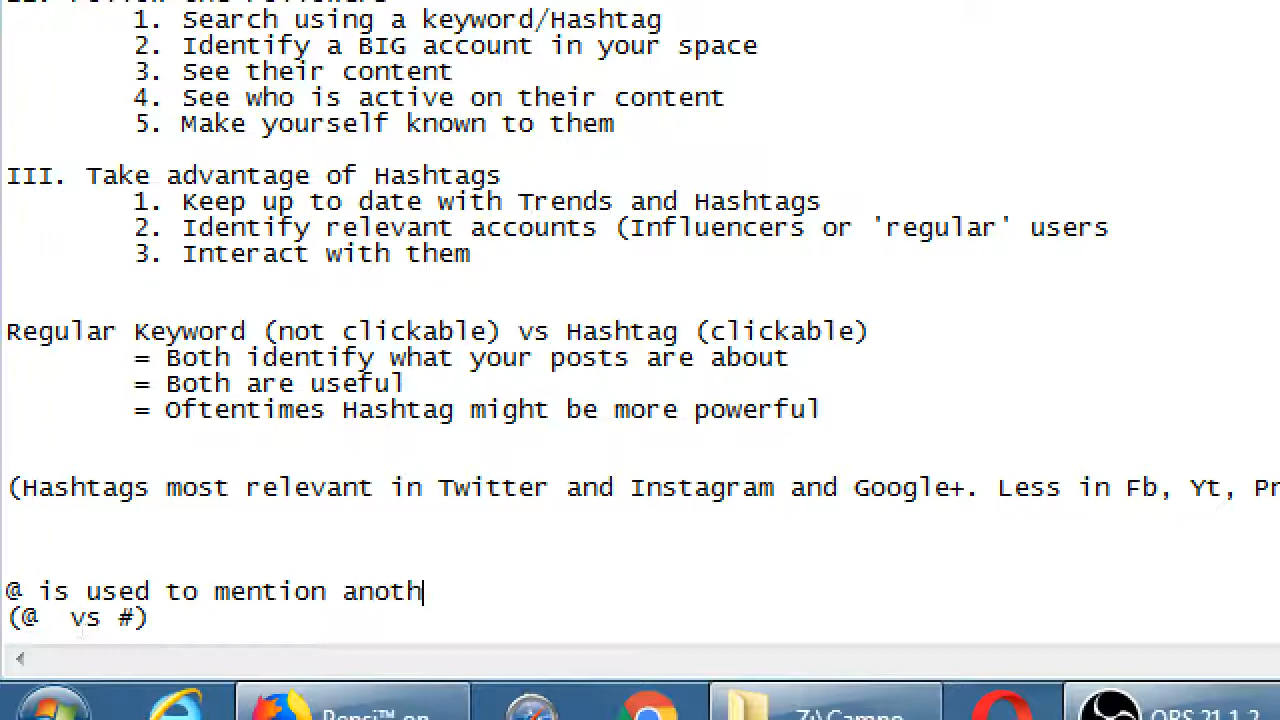 1. Search using a keyword/Hashtag
2. Identify a BIG account in your space
3. See their content
4. See who is active on their content
5. Make yourself known to them
III. Take advantage of Hashtags
1. Keep up to date with Trends and Hashtags
2. Identify relevant accounts (Influencers or 'regular' users
3. Interact with them
Regular Keyword (not clickable) vs Hashtag (clickable)
= Both identify what your posts are about
= Both are useful
= Oftentimes Hashtag might be more powerful
(Hashtags most relevant in Twitter and Instagram and Google+. Less in Fb, Yt,
@ is used to mention anoth
(@  vs #)